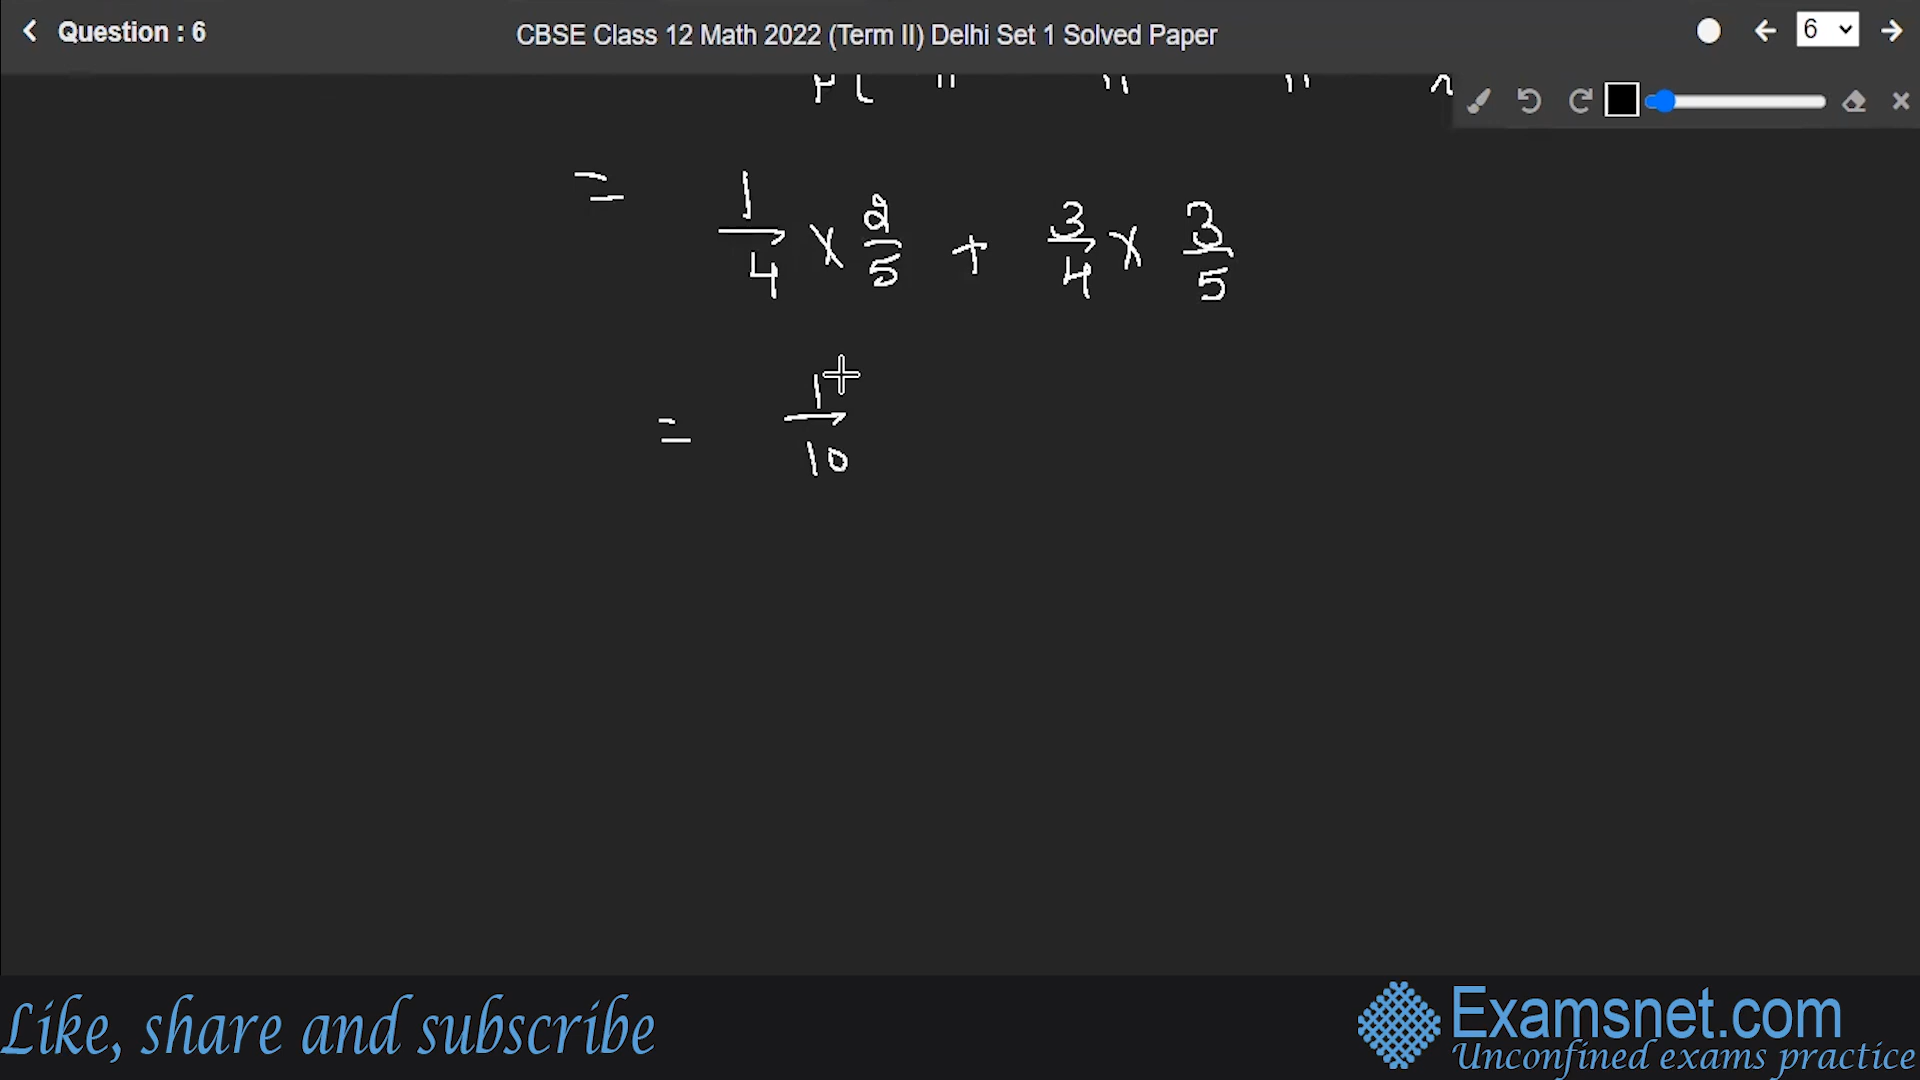 Question : 6
CBSE Class 12 Math 2022 (Term II) Delhi Set 1 Solved Paper
6
= 1/4 × 2/5 + 3/4 × 3/5
= 1/10
Like, share and subscribe
Examsnet.com
Unconfined exams practice